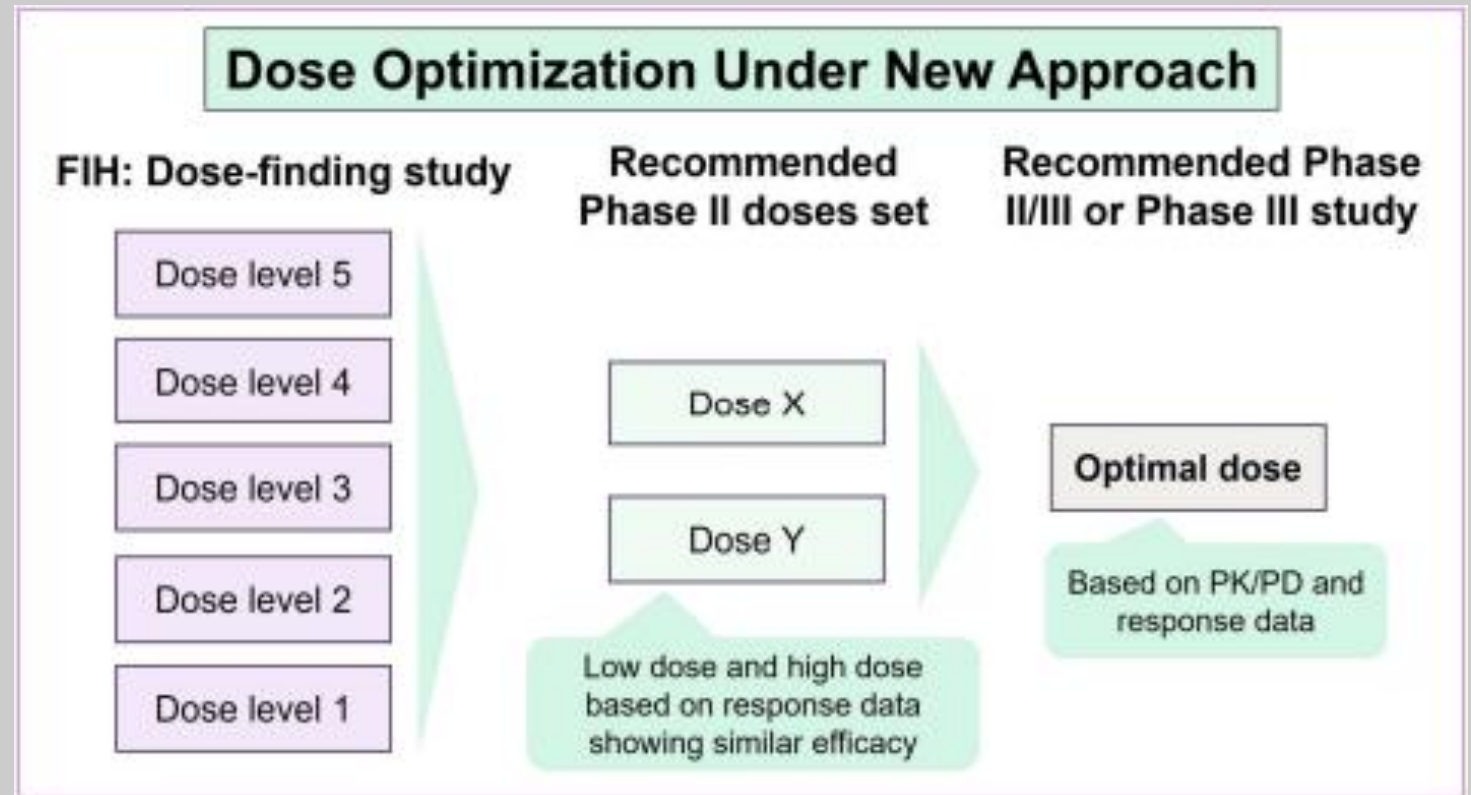 Dose Optimization Under New Approach
FIH: Dose-finding study
Dose level 5
Dose level 4
Dose level 3
Dose level 2
Dose level 1
Recommended
Phase II doses set
Dose X
Dose Y
Low dose and high dose
based on response data
showing similar efficacy
Recommended Phase
II/III or Phase III study
Optimal dose
Based on PK/PD and
response data